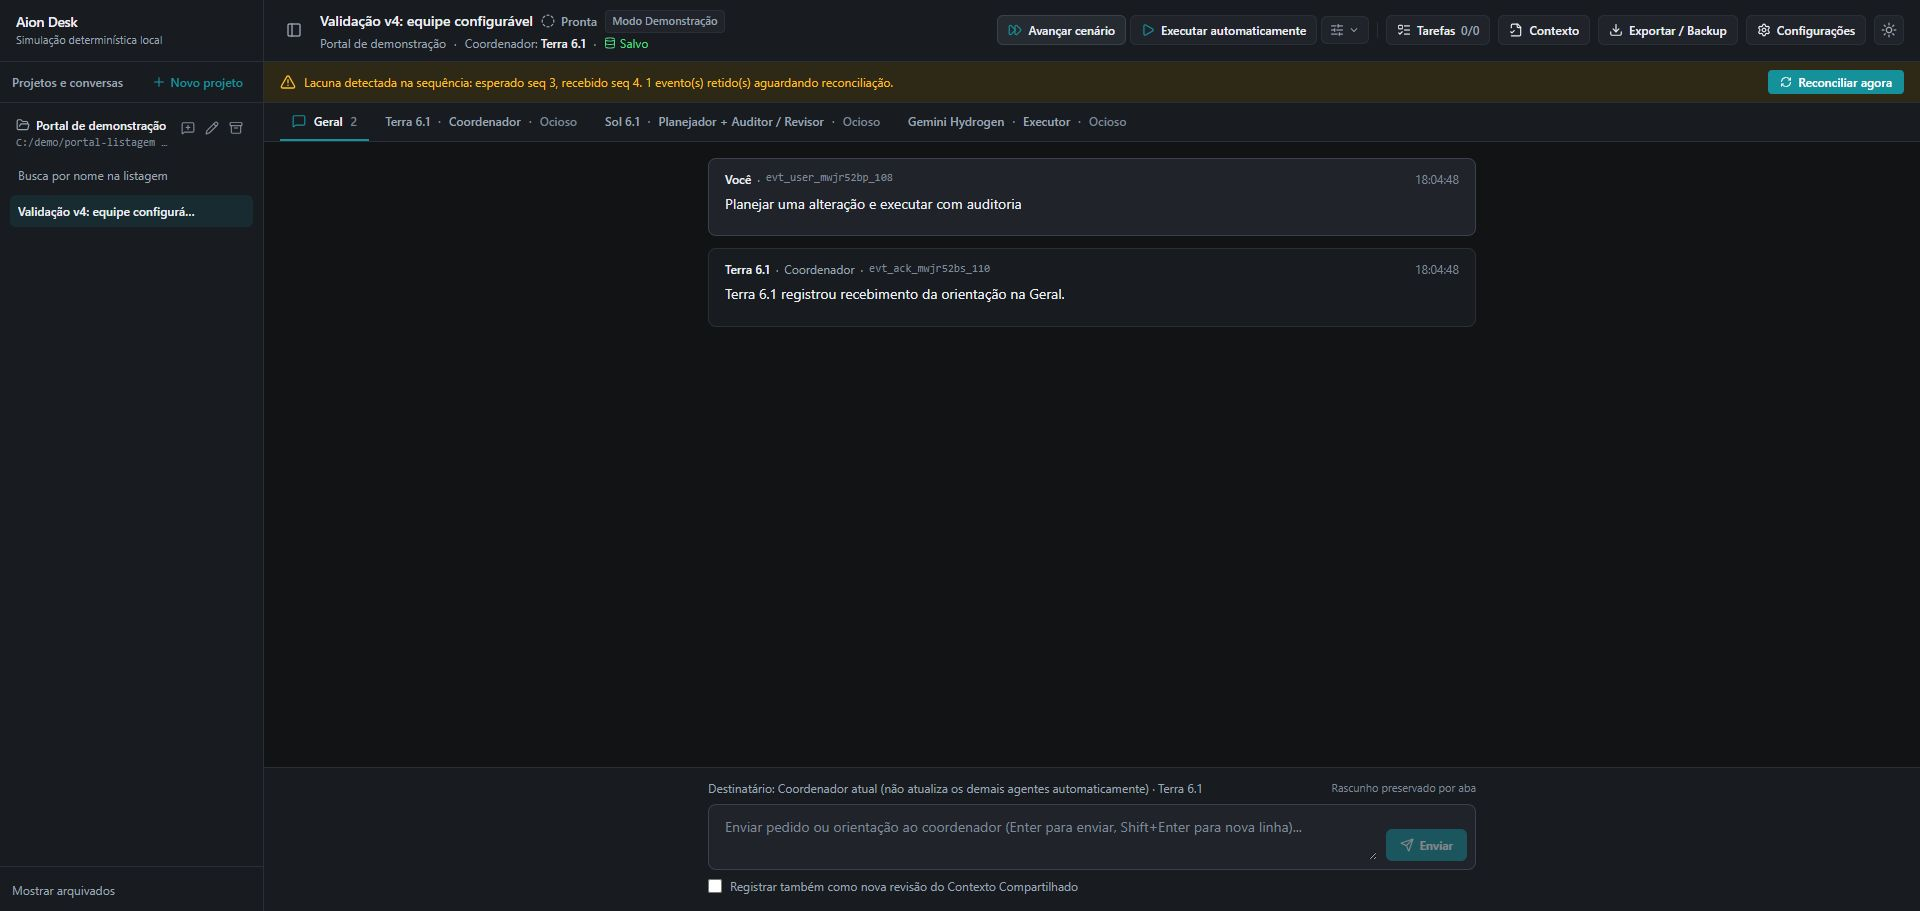 Aion Desk
Simulação determinística local
Projetos e conversas
Novo projeto
Portal de demonstração
C:/demo/portal-listagem …
Busca por nome na listagem
Validação v4: equipe configurá...
Mostrar arquivados
Validação v4: equipe configurável Pronta Modo Demonstração
Portal de demonstração · Coordenador: Terra 6.1 · Salvo
Avançar cenário
Executar automaticamente
Tarefas 0/0
Contexto
Exportar / Backup
Configurações
Lacuna detectada na sequência: esperado seq 3, recebido seq 4. 1 evento(s) retido(s) aguardando reconciliação.
Reconciliar agora
Geral 2
Terra 6.1 · Coordenador · Ocioso
Sol 6.1 · Planejador + Auditor / Revisor · Ocioso
Gemini Hydrogen · Executor · Ocioso
Você · evt_user_mwjr52bp_108 18:04:48
Planejar uma alteração e executar com auditoria
Terra 6.1 · Coordenador · evt_ack_mwjr52bs_110 18:04:48
Terra 6.1 registrou recebimento da orientação na Geral.
Destinatário: Coordenador atual (não atualiza os demais agentes automaticamente) · Terra 6.1
Rascunho preservado por aba
Enviar pedido ou orientação ao coordenador (Enter para enviar, Shift+Enter para nova linha)...
Enviar
Registrar também como nova revisão do Contexto Compartilhado